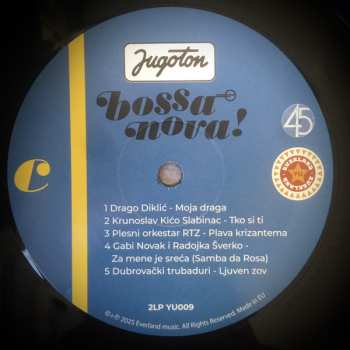 Jugoton
bossa
nova!
45
C
1 Drago Diklić - Moja draga
2 Krunoslav Kićo Slabinac - Tko si ti
3 Plesni orkestar RTZ - Plava krizantema
4 Gabi Novak i Radojka Šverko -
Za mene je sreća (Samba da Rosa)
5 Dubrovački trubaduri - Ljuven zov
2LP YU009
©+℗ 2025 Everland music. All Rights Reserved. Made in EU